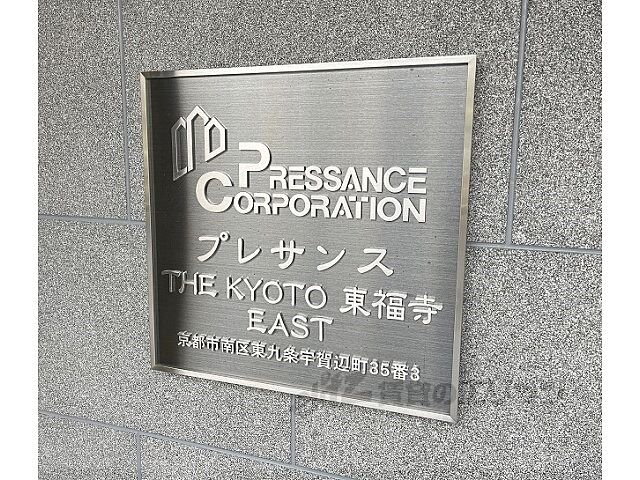 PRESSANCE
CORPORATION
プレサンス
THE KYOTO 東福寺
EAST
京都市南区東九条宇賀辺町35番3